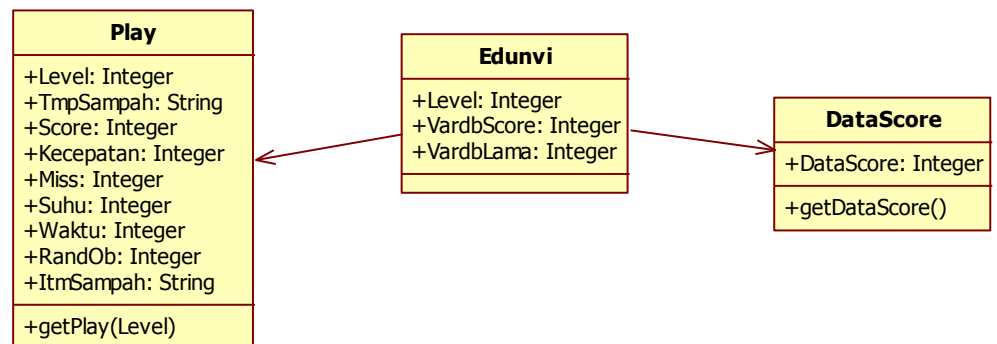 Play
+Level: Integer
+TmpSampah: String
+Score: Integer
+Kecepatan: Integer
+Miss: Integer
+Suhu: Integer
+Waktu: Integer
+RandOb: Integer
+ItmSampah: String
+getPlay(Level)
Edunvi
+Level: Integer
+VardbScore: Integer
+VardbLama: Integer
DataScore
+DataScore: Integer
+getDataScore()